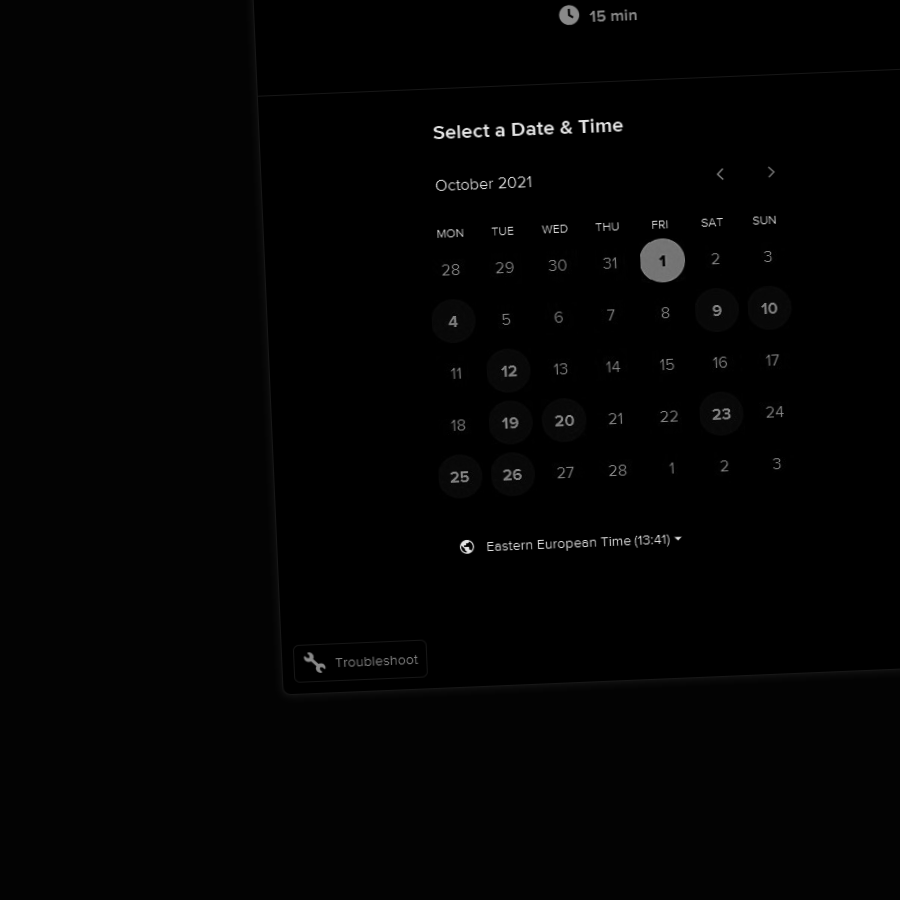 15 min
Select a Date & Time
October 2021
MON TUE WED THU FRI SAT SUN
28 29 30 31 1 2 3
4 5 6 7 8 9 10
11 12 13 14 15 16 17
18 19 20 21 22 23 24
25 26 27 28 1 2 3
Eastern European Time (13:41)
Troubleshoot